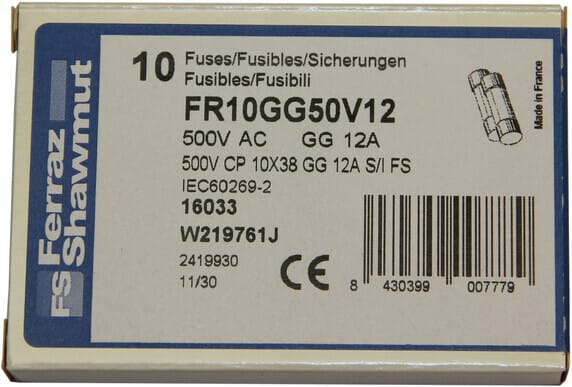 FS Ferraz
Shawmut
10 Fuses/Fusibles/Sicherungen
Fusibles/Fusibili
FR10GG50V12
500V AC GG 12A
500V CP 10X38 GG 12A S/I FS
IEC60269-2
16033
W219761J
2419930
11/30
CE
8 430399 007779
Made in France